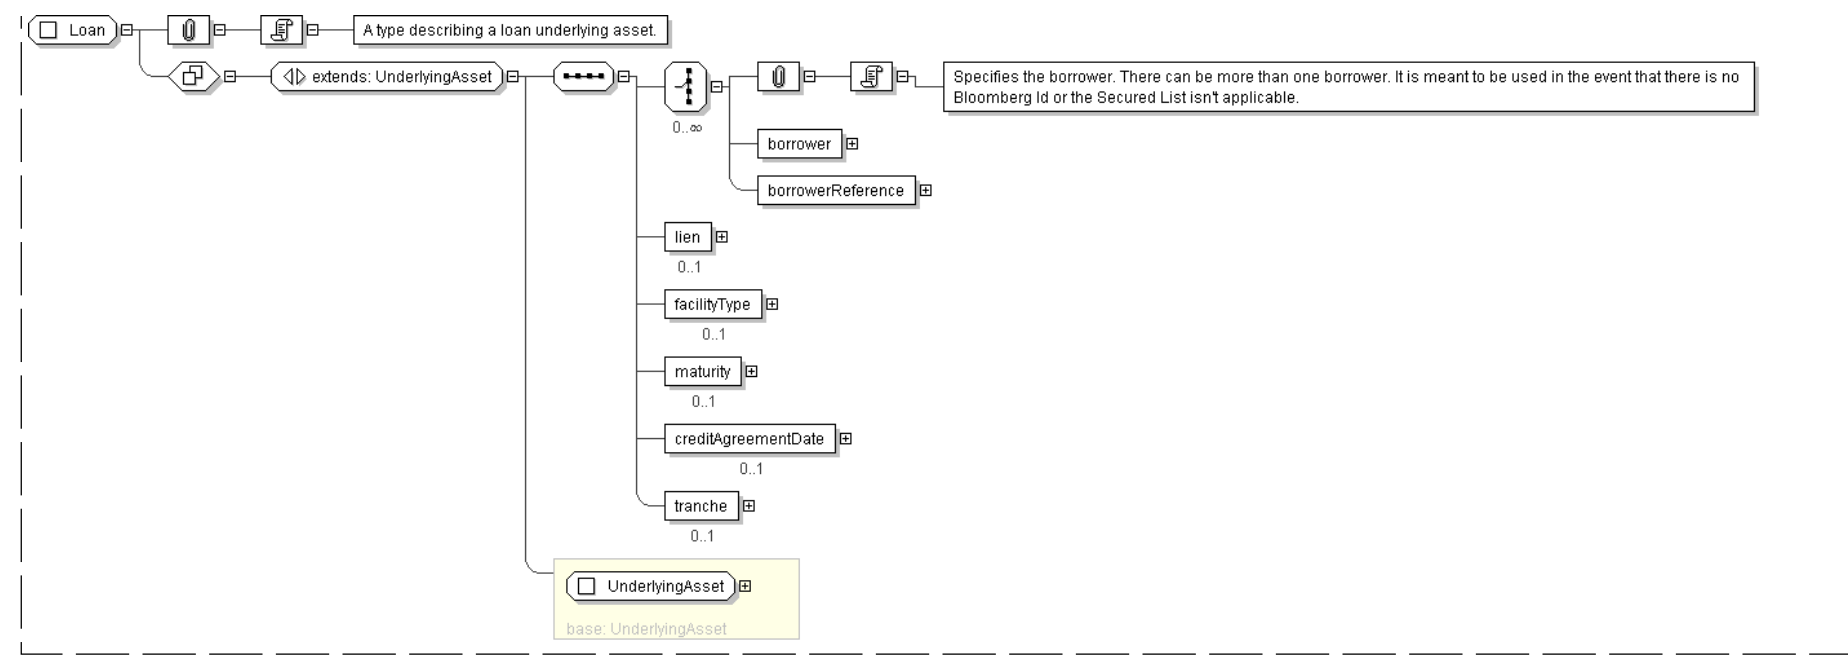 Loan
A type describing a loan underlying asset.
extends: UnderlyingAsset
Specifies the borrower. There can be more than one borrower. It is meant to be used in the event that there is no
Bloomberg Id or the Secured List isn't applicable.
0..∞
borrower
borrowerReference
lien
0..1
facilityType
0..1
maturity
0..1
creditAgreementDate
0..1
tranche
0..1
UnderlyingAsset
base: UnderlyingAsset